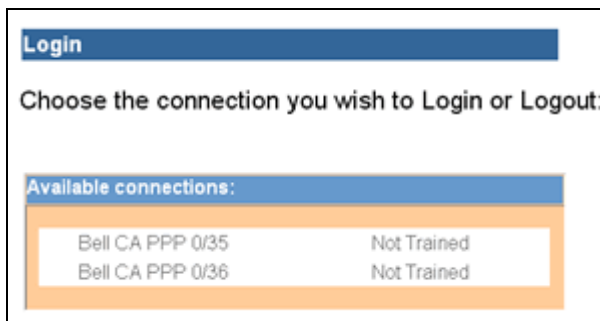 Login
Choose the connection you wish to Login or Logout:
Available connections:
Bell CA PPP 0/35 Not Trained
Bell CA PPP 0/36 Not Trained